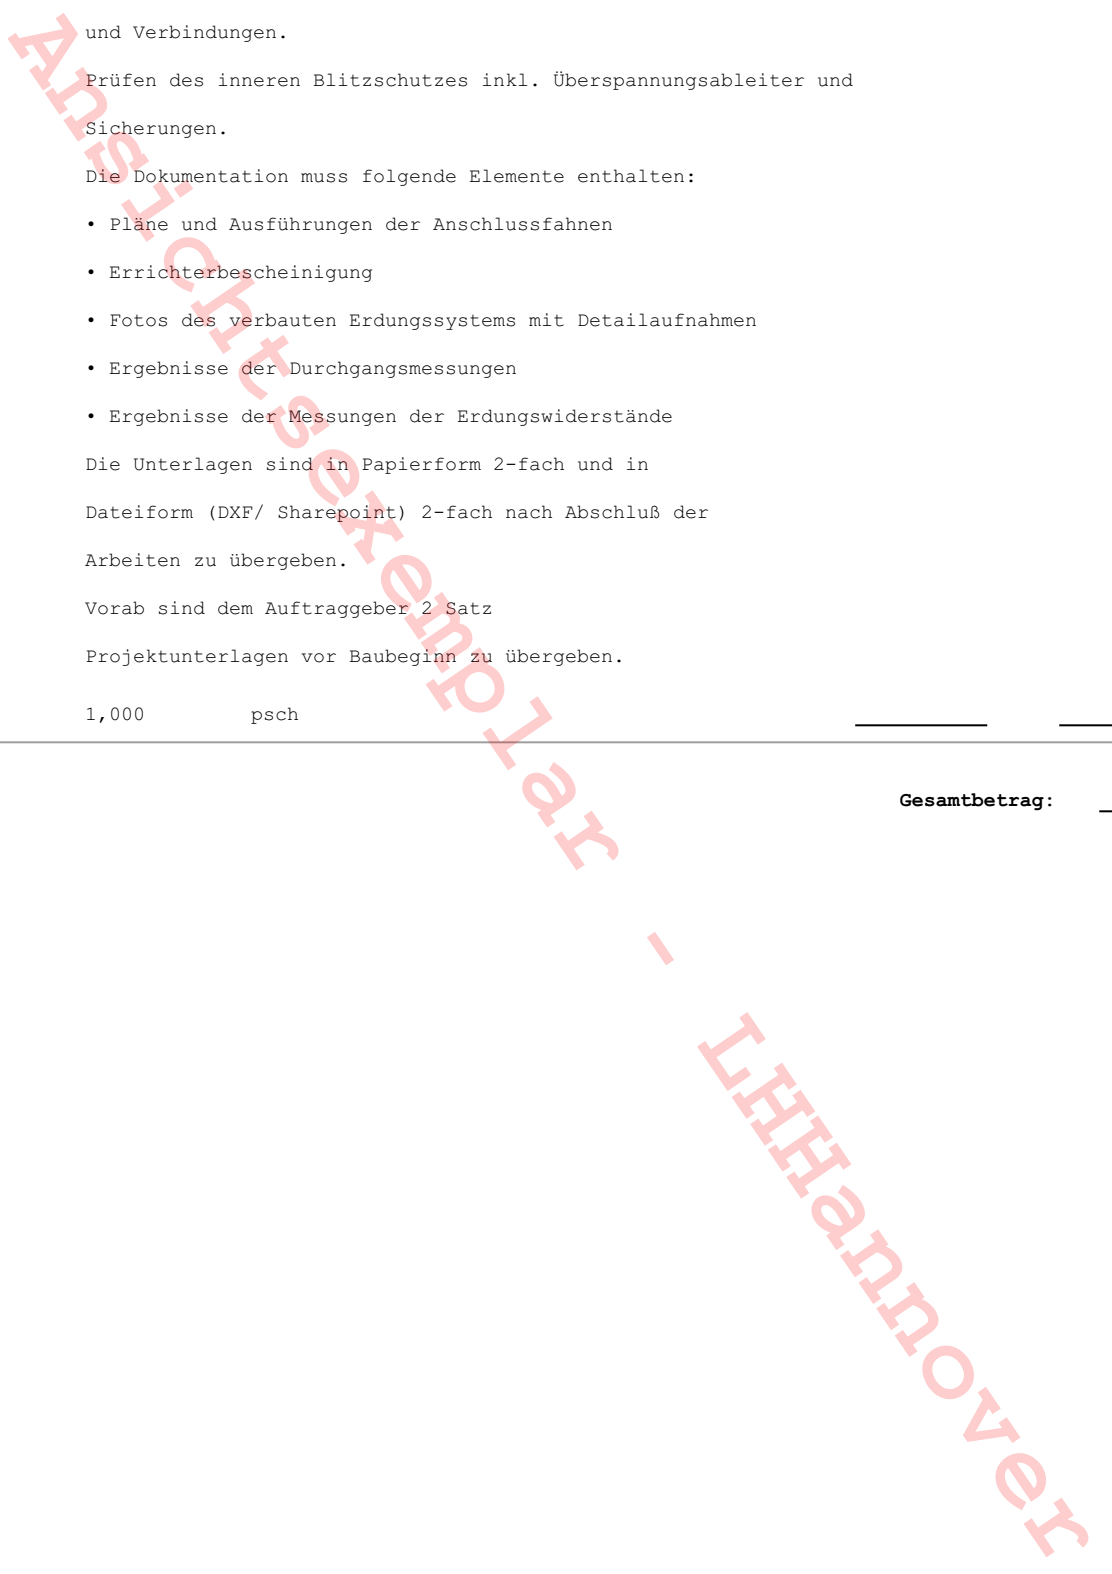 und Verbindungen.
Prüfen des inneren Blitzschutzes inkl. Überspannungsableiter und
Sicherungen.
Die Dokumentation muss folgende Elemente enthalten:
• Pläne und Ausführungen der Anschlussfahnen
• Errichterbescheinigung
• Fotos des verbauten Erdungssystems mit Detailaufnahmen
• Ergebnisse der Durchgangsmessungen
• Ergebnisse der Messungen der Erdungswiderstände
Die Unterlagen sind in Papierform 2-fach und in
Dateiform (DXF/ Sharepoint) 2-fach nach Abschluß der
Arbeiten zu übergeben.
Vorab sind dem Auftraggeber 2 Satz
Projektunterlagen vor Baubeginn zu übergeben.
1,000 psch
Gesamtbetrag:
Ansichtsexemplar - LHHannover